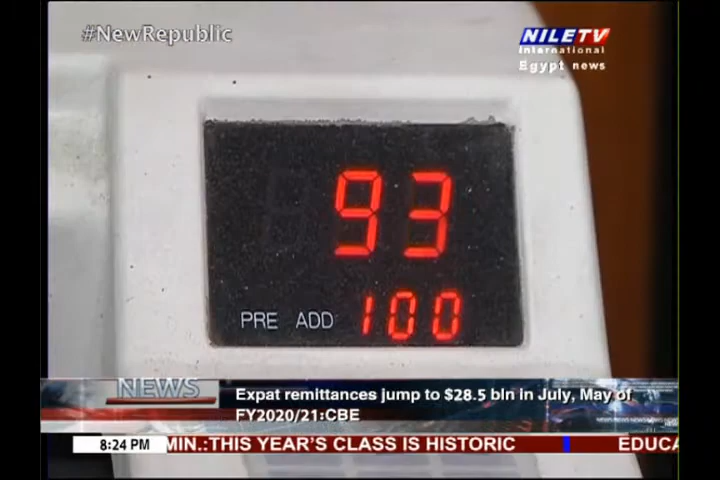 #NewRepublic
NILETV
International
Egypt news
93
PRE ADD 100
NEWS
Expat remittances jump to $28.5 bln in July, May of
FY2020/21:CBE
8:24 PM MIN.:THIS YEAR'S CLASS IS HISTORIC EDUCA